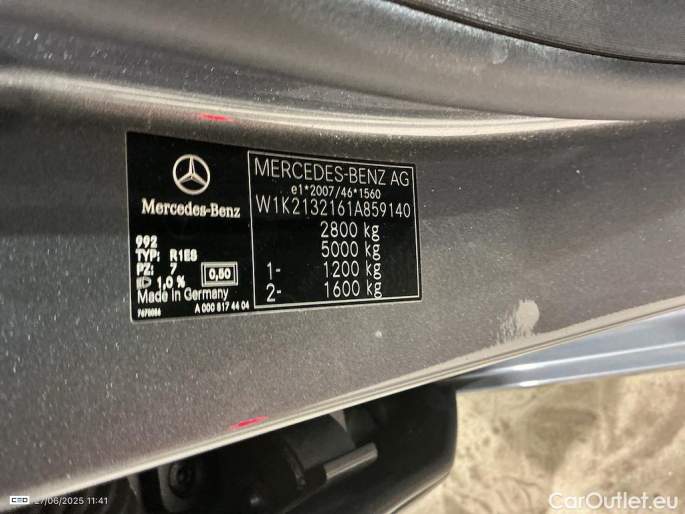 Mercedes-Benz
992
TYP: R1ES
PZ: 7
1,0 %
0,50
Made in Germany
A 000 817 44 04
MERCEDES-BENZ AG
e1*2007/46*1560
W1K2132161A859140
2800 kg
5000 kg
1- 1200 kg
2- 1600 kg
27/06/2025 11:41
CarOutlet.eu